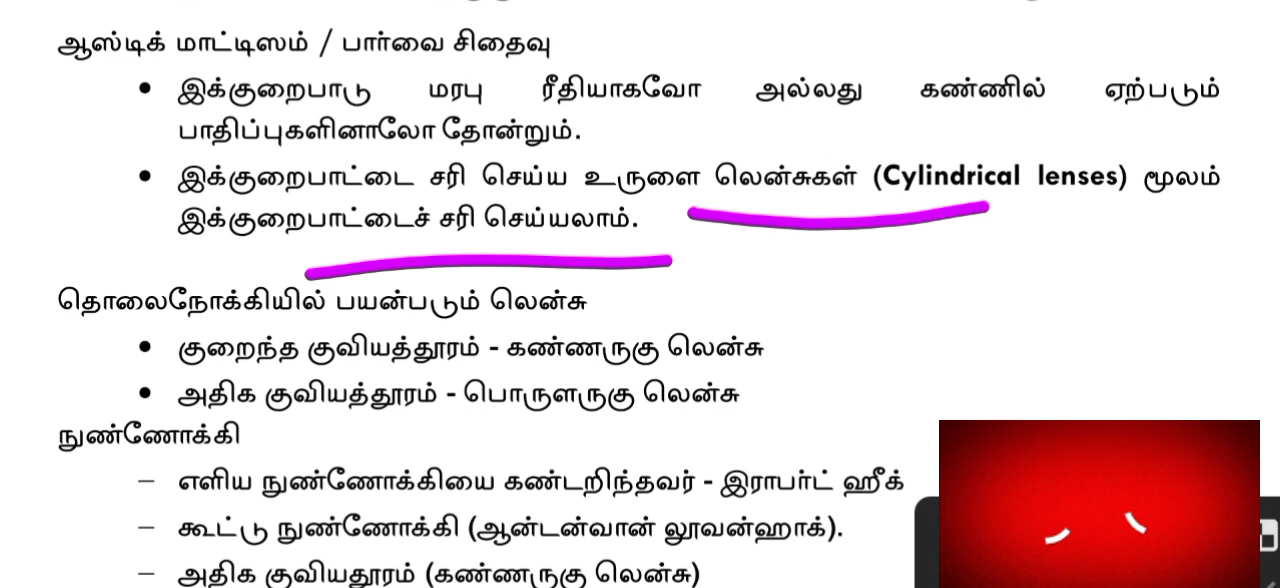 ஆஸ்டிக் மாட்டிஸம் / பார்வை சிதைவு
• இக்குறைபாடு மரபு ரீதியாகவோ அல்லது கண்ணில் ஏற்படும்
பாதிப்புகளினாலோ தோன்றும்.
• இக்குறைபாட்டை சரி செய்ய உருளை லென்சுகள் (Cylindrical lenses) மூலம்
இக்குறைபாட்டைச் சரி செய்யலாம்.
தொலைநோக்கியில் பயன்படும் லென்சு
• குறைந்த குவியத்தூரம் - கண்ணருகு லென்சு
• அதிக குவியத்தூரம் - பொருளருகு லென்சு
நுண்ணோக்கி
– எளிய நுண்ணோக்கியை கண்டறிந்தவர் - இராபர்ட் ஹீக்
– கூட்டு நுண்ணோக்கி (ஆன்டன்வான் லூவன்ஹாக்).
– அதிக குவியதூரம் (கண்ணருகு லென்சு)